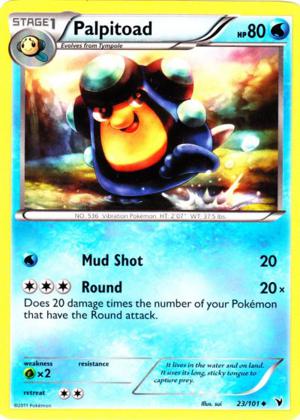 STAGE1 Palpitoad HP80
Evolves from Tympole
NO. 536 Vibration Pokémon. HT: 2'07" WT: 37.5 lbs.
Mud Shot 20
Round 20×
Does 20 damage times the number of your Pokémon
that have the Round attack.
weakness resistance
×2
retreat
It lives in the water and on land.
It uses its long, sticky tongue to
capture prey.
©2011 Pokémon
Illus. sui 23/101